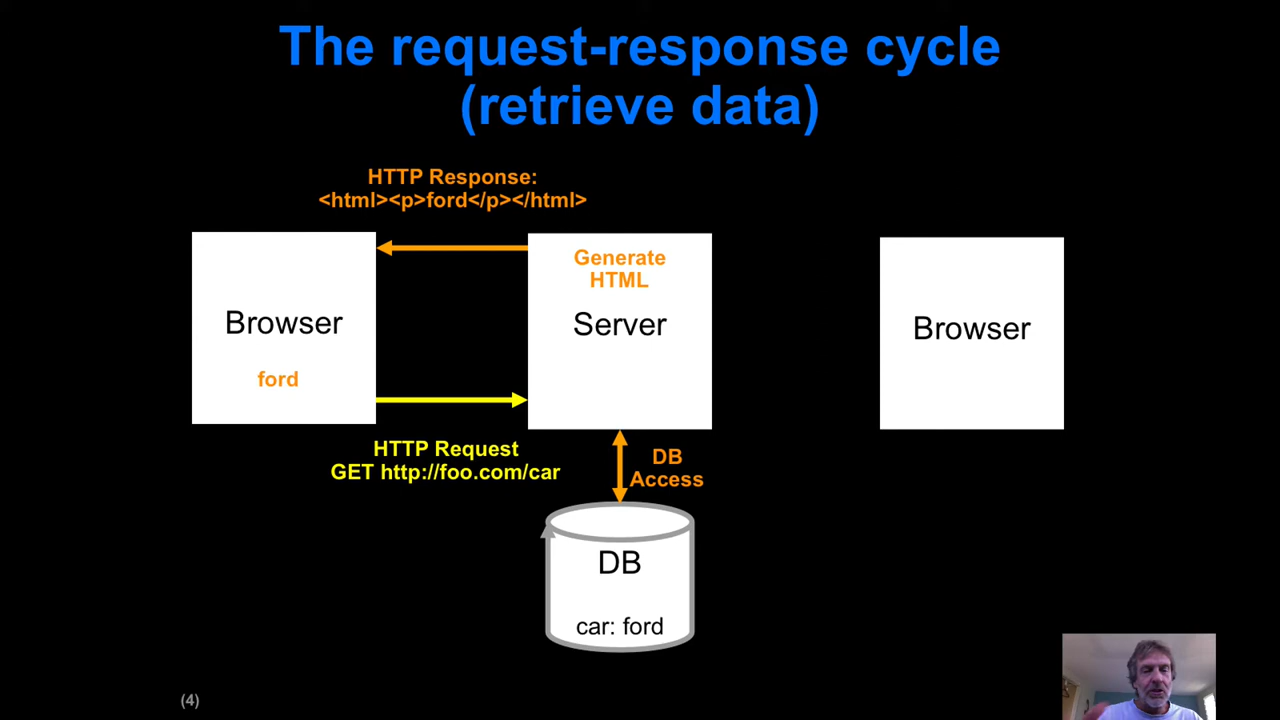 The request-response cycle
(retrieve data)
HTTP Response:
<html><p>ford</p></html>
Generate
HTML
Browser
Server
Browser
ford
HTTP Request
GET http://foo.com/car
DB
Access
DB
car: ford
(4)